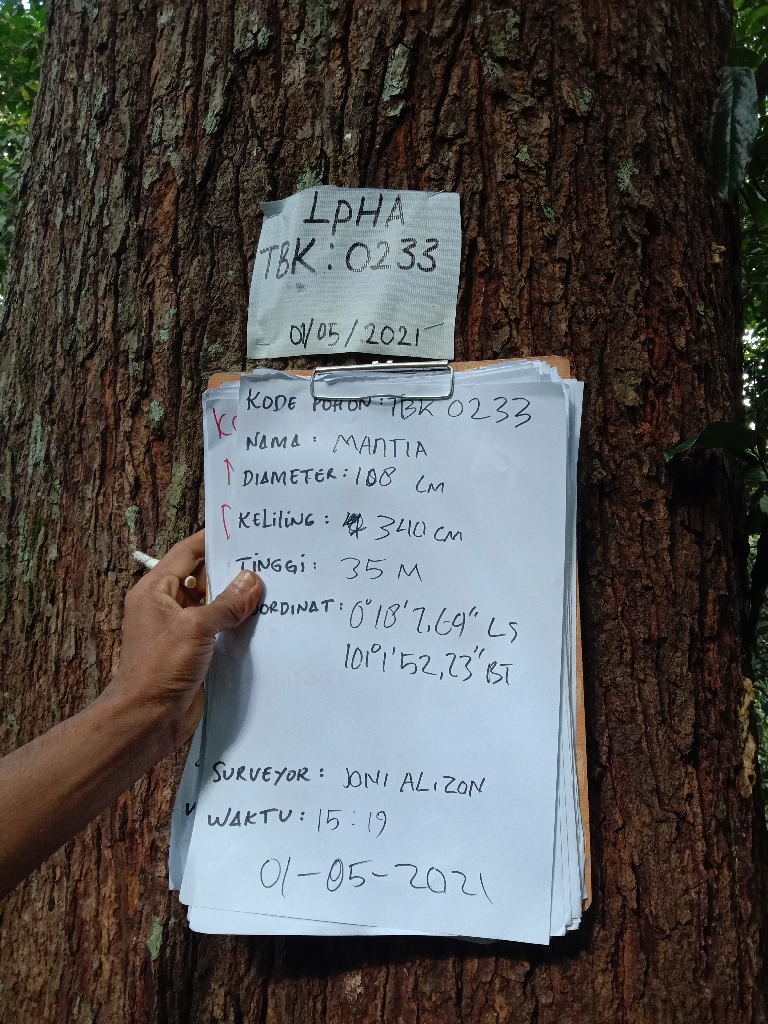 LpHA
TBK: 0233
01/05/2021
KODE POHON: TBK 0233
NAMA: MANTIA
DIAMETER: 108 CM
KELILING: 340 CM
TINGGI: 35 M
OORDINAT: 0°18'7,69" LS
101°1'52,23" BT
SURVEYOR: JONI ALIZON
WAKTU: 15:19
01-05-2021